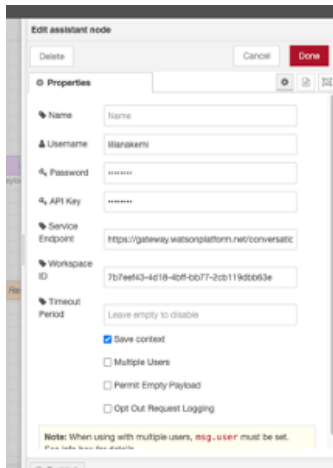 Edit assistant node
Delete
Cancel
Done
Properties
Name
Name
Username
lilianakemi
Password
••••••••
API Key
••••••••
Service
Endpoint
https://gateway.watsonplatform.net/conversatic
Workspace
ID
7b7eef43-4d18-4bff-bb77-2cb119dbb63e
Timeout
Period
Leave empty to disable
Save context
Multiple Users
Permit Empty Payload
Opt Out Request Logging
Note: When using with multiple users, msg.user must be set.